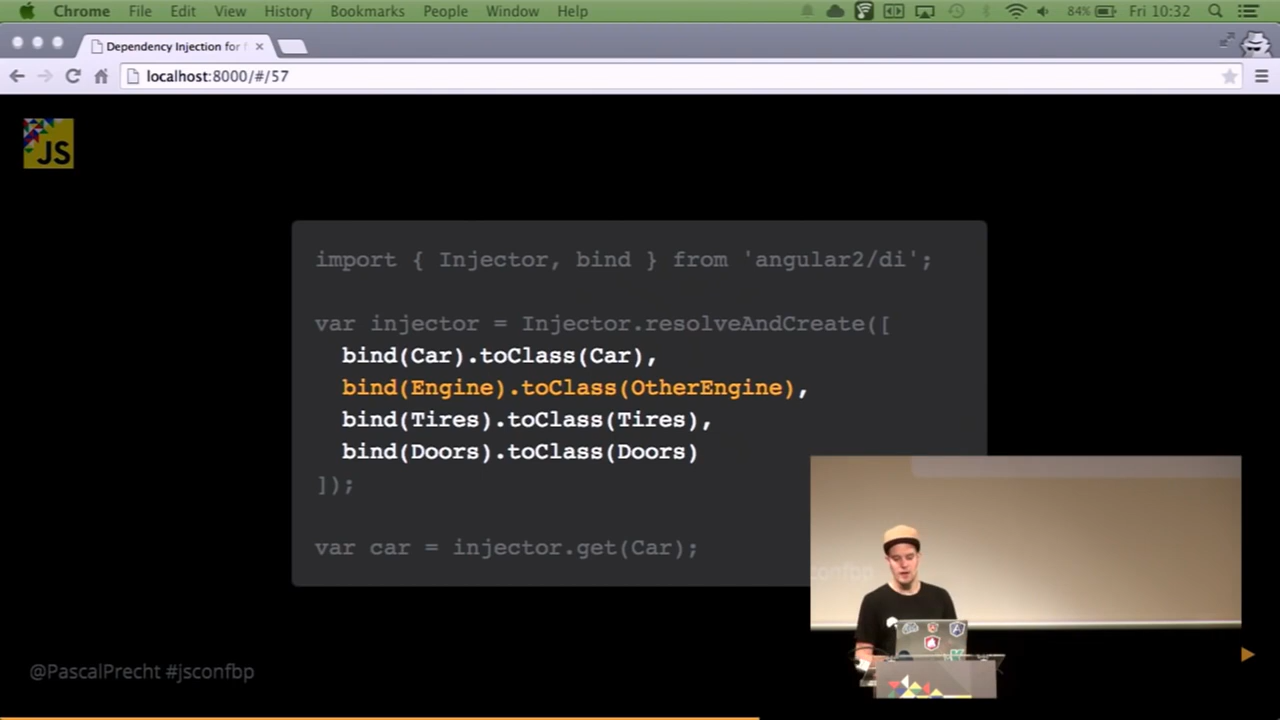 Chrome File Edit View History Bookmarks People Window Help 84% Fri 10:32
Dependency Injection for f
localhost:8000/#/57
JS
import { Injector, bind } from 'angular2/di';
var injector = Injector.resolveAndCreate([
bind(Car).toClass(Car),
bind(Engine).toClass(OtherEngine),
bind(Tires).toClass(Tires),
bind(Doors).toClass(Doors)
]);
var car = injector.get(Car);
confbp
@PascalPrecht #jsconfbp